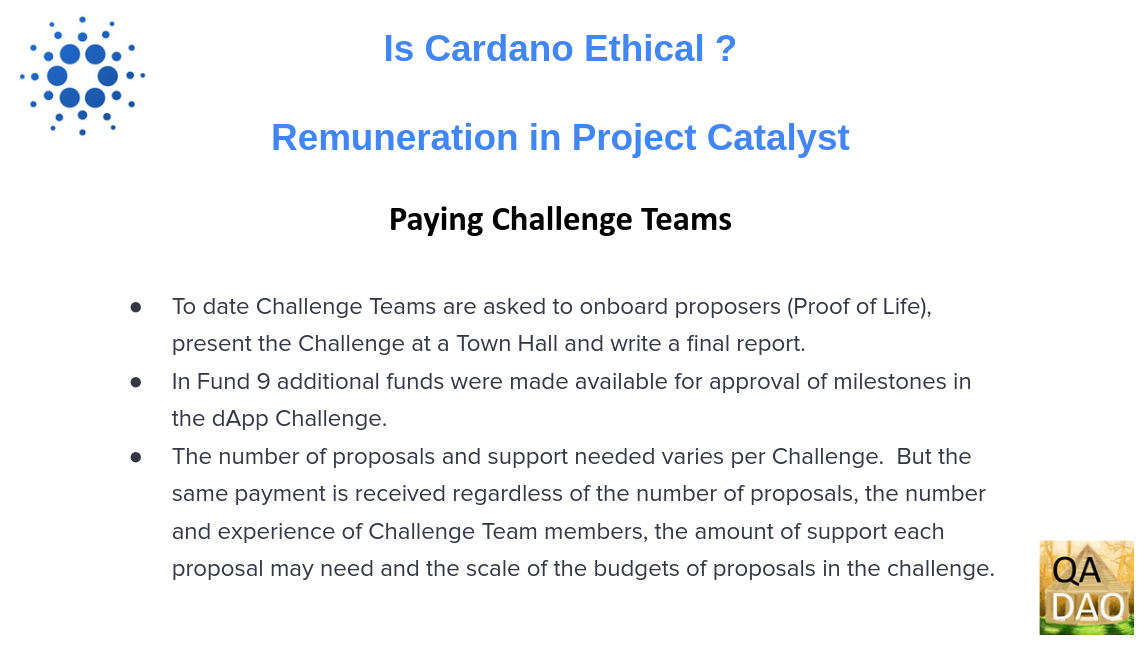 Is Cardano Ethical ?
Remuneration in Project Catalyst
Paying Challenge Teams
● To date Challenge Teams are asked to onboard proposers (Proof of Life),
present the Challenge at a Town Hall and write a final report.
● In Fund 9 additional funds were made available for approval of milestones in
the dApp Challenge.
● The number of proposals and support needed varies per Challenge.  But the
same payment is received regardless of the number of proposals, the number
and experience of Challenge Team members, the amount of support each
proposal may need and the scale of the budgets of proposals in the challenge.
QA
DAO